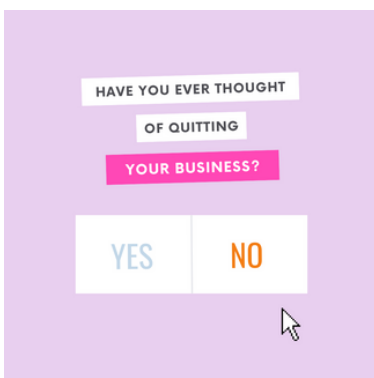 HAVE YOU EVER THOUGHT
OF QUITTING
YOUR BUSINESS?
YES NO